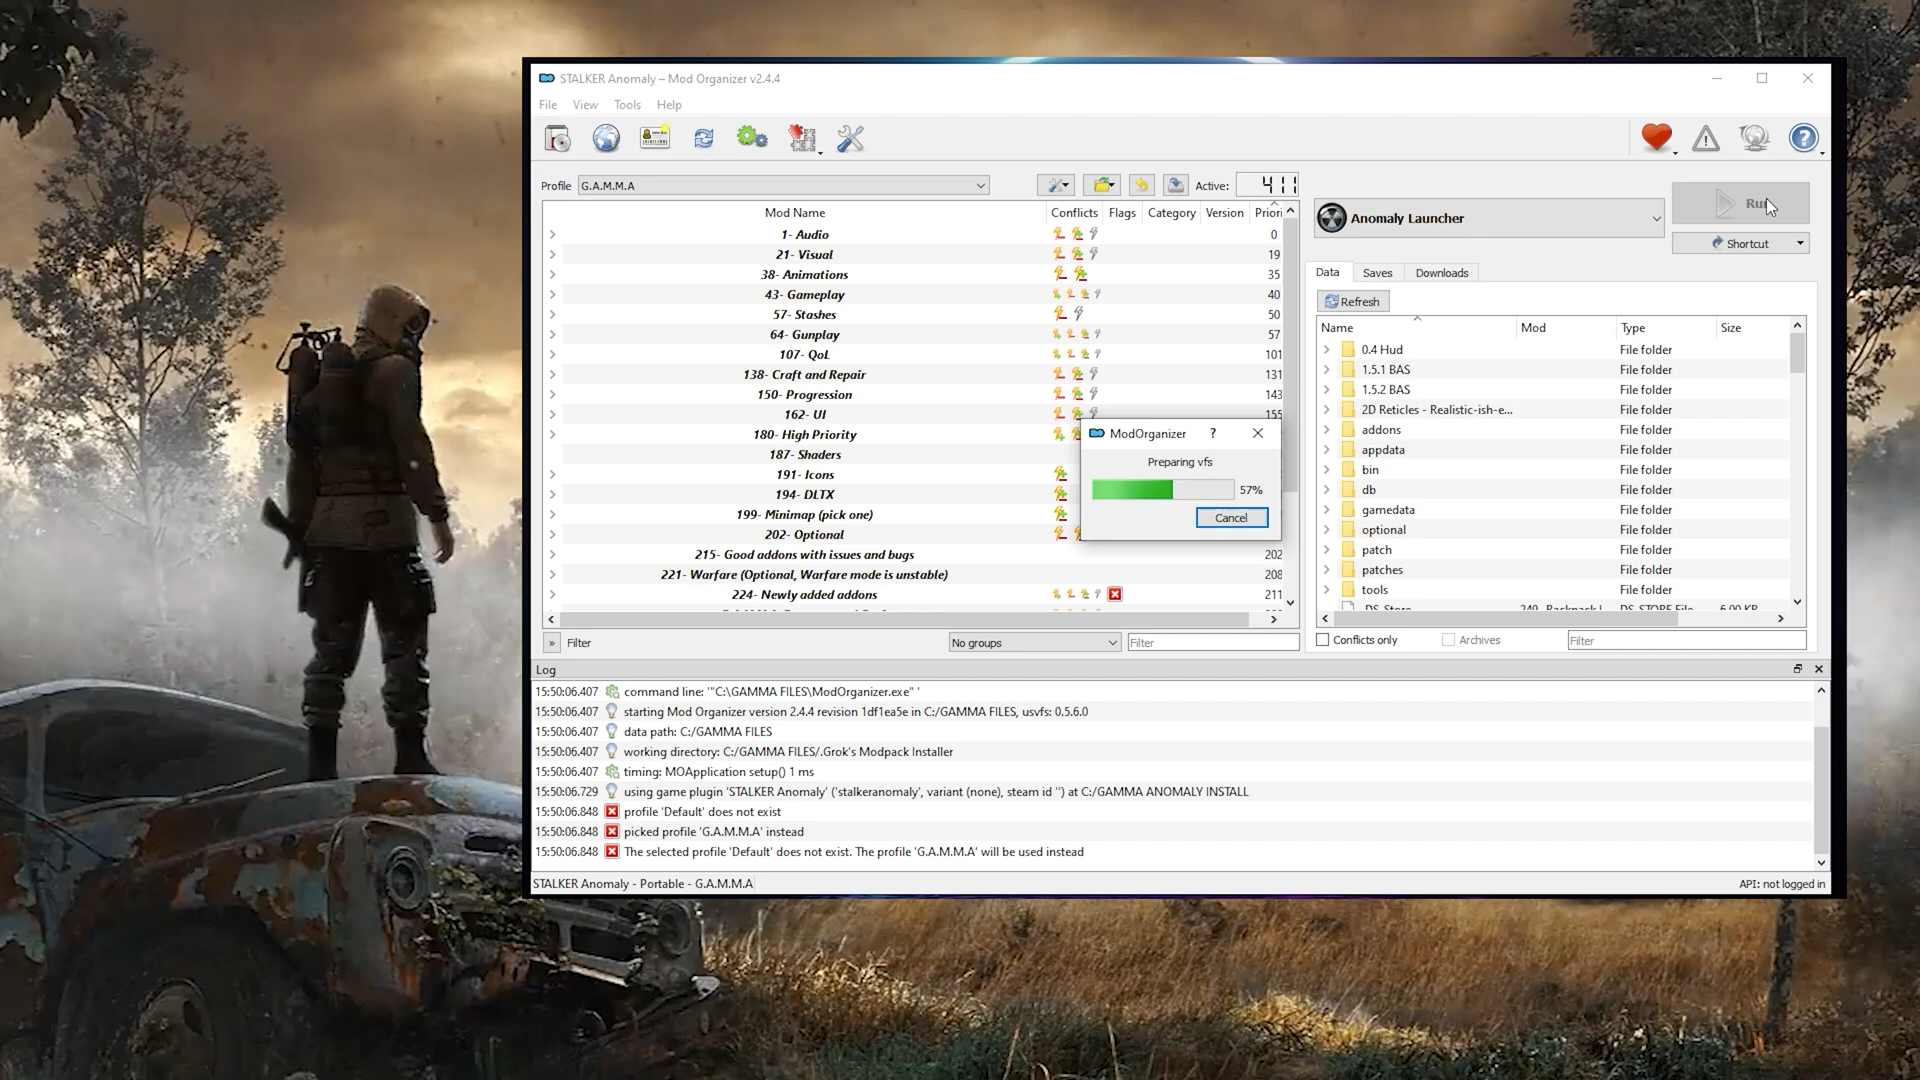 STALKER Anomaly – Mod Organizer v2.4.4
File View Tools Help
Profile G.A.M.M.A Active: 411
Mod Name Conflicts Flags Category Version Priori
1- Audio 0
21- Visual 19
38- Animations 35
43- Gameplay 40
57- Stashes 50
64- Gunplay 57
107- QoL 101
138- Craft and Repair 131
150- Progression 143
162- UI 155
180- High Priority
187- Shaders
191- Icons
194- DLTX
199- Minimap (pick one)
202- Optional
215- Good addons with issues and bugs 202
221- Warfare (Optional, Warfare mode is unstable) 208
224- Newly added addons 211
» Filter No groups Filter
ModOrganizer ? 
Preparing vfs
57%
Cancel
Anomaly Launcher
Run
Shortcut
Data Saves Downloads
Refresh
Name Mod Type Size
0.4 Hud File folder
1.5.1 BAS File folder
1.5.2 BAS File folder
2D Reticles - Realistic-ish-e... File folder
addons File folder
appdata File folder
bin File folder
db File folder
gamedata File folder
optional File folder
patch File folder
patches File folder
tools File folder
Conflicts only Archives Filter
Log
15:50:06.407 command line: '"C:\GAMMA FILES\ModOrganizer.exe" '
15:50:06.407 starting Mod Organizer version 2.4.4 revision 1df1ea5e in C:/GAMMA FILES, usvfs: 0.5.6.0
15:50:06.407 data path: C:/GAMMA FILES
15:50:06.407 working directory: C:/GAMMA FILES/.Grok's Modpack Installer
15:50:06.407 timing: MOApplication setup() 1 ms
15:50:06.729 using game plugin 'STALKER Anomaly' ('stalkeranomaly', variant (none), steam id '') at C:/GAMMA ANOMALY INSTALL
15:50:06.848 profile 'Default' does not exist
15:50:06.848 picked profile 'G.A.M.M.A' instead
15:50:06.848 The selected profile 'Default' does not exist. The profile 'G.A.M.M.A' will be used instead
STALKER Anomaly - Portable - G.A.M.M.A API: not logged in